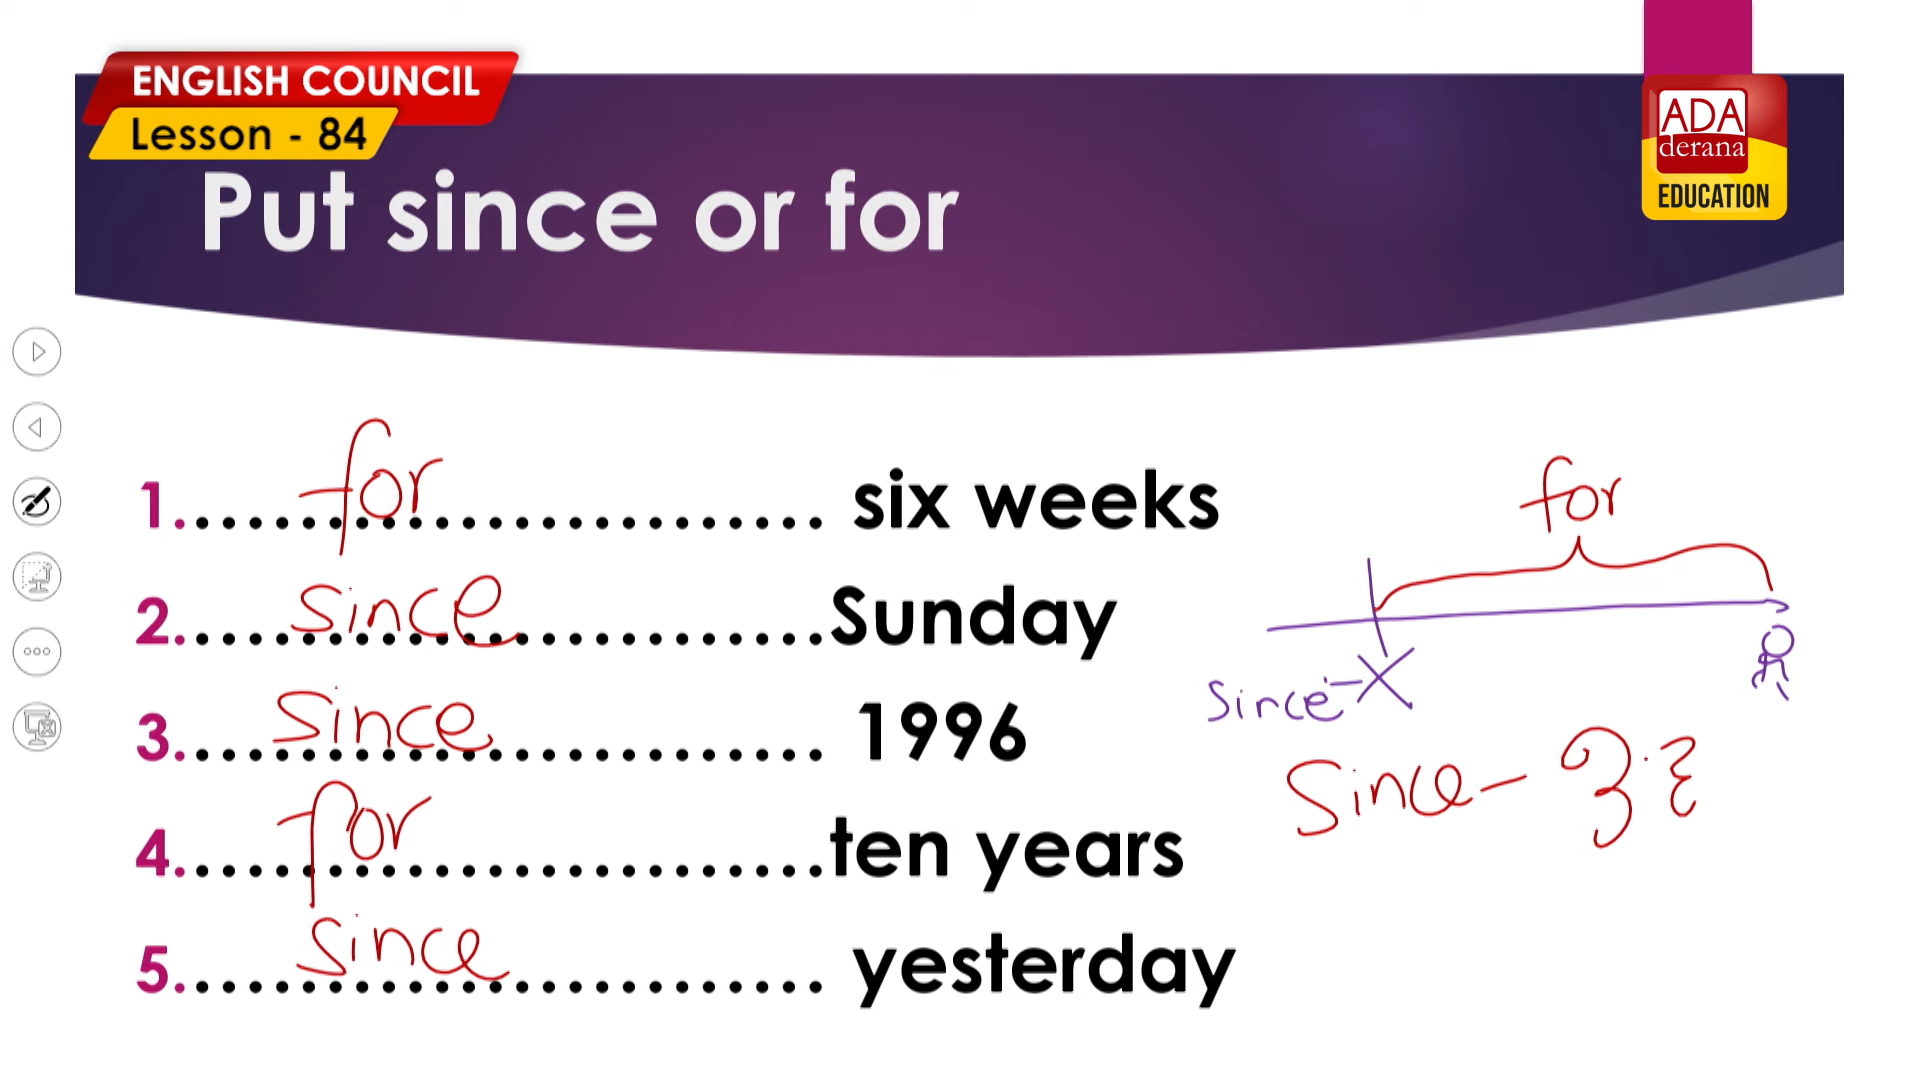 ENGLISH COUNCIL
Lesson - 84
ADA
derana
EDUCATION
Put since or for
1. for six weeks
2. since Sunday
3. since 1996
4. for ten years
5. since yesterday
for
since -
Since -